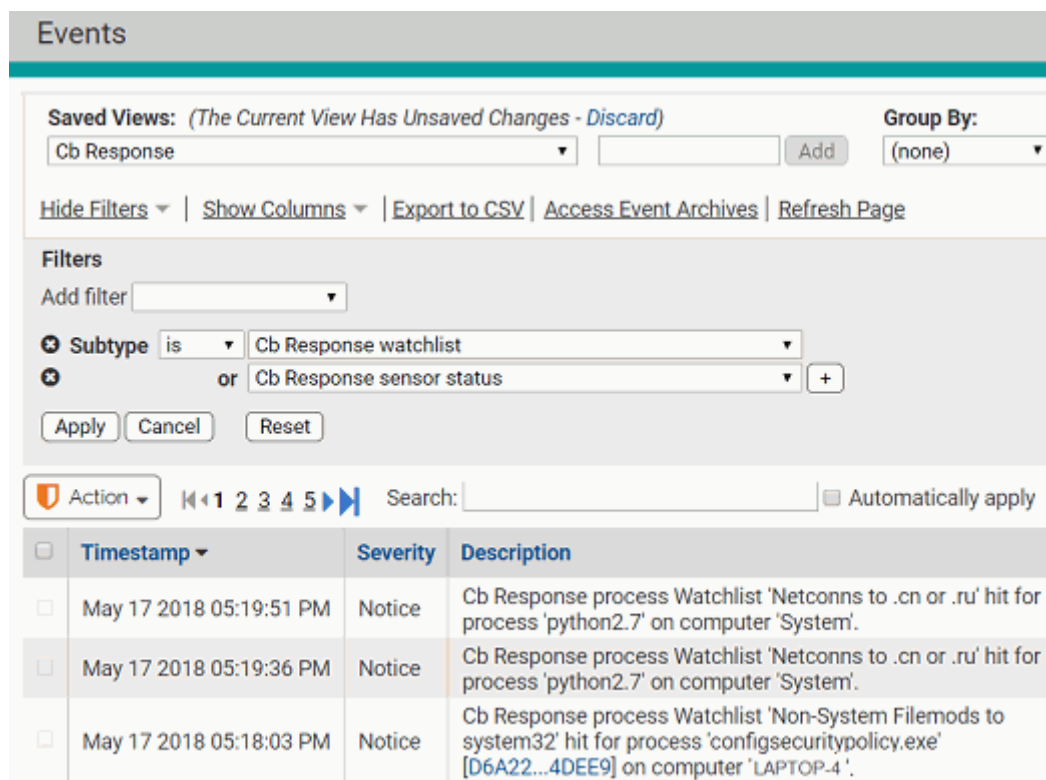 Events
Saved Views: (The Current View Has Unsaved Changes - Discard)
Group By:
Cb Response
Add
(none)
Hide Filters | Show Columns | Export to CSV | Access Event Archives | Refresh Page
Filters
Add filter
Subtype is Cb Response watchlist
or Cb Response sensor status +
Apply Cancel Reset
Action 1 2 3 4 5 Search: Automatically apply
Timestamp Severity Description
May 17 2018 05:19:51 PM Notice Cb Response process Watchlist 'Netconns to .cn or .ru' hit for
process 'python2.7' on computer 'System'.
May 17 2018 05:19:36 PM Notice Cb Response process Watchlist 'Netconns to .cn or .ru' hit for
process 'python2.7' on computer 'System'.
Cb Response process Watchlist 'Non-System Filemods to
May 17 2018 05:18:03 PM Notice system32' hit for process 'configsecuritypolicy.exe'
[D6A22...4DEE9] on computer 'LAPTOP-4 '.